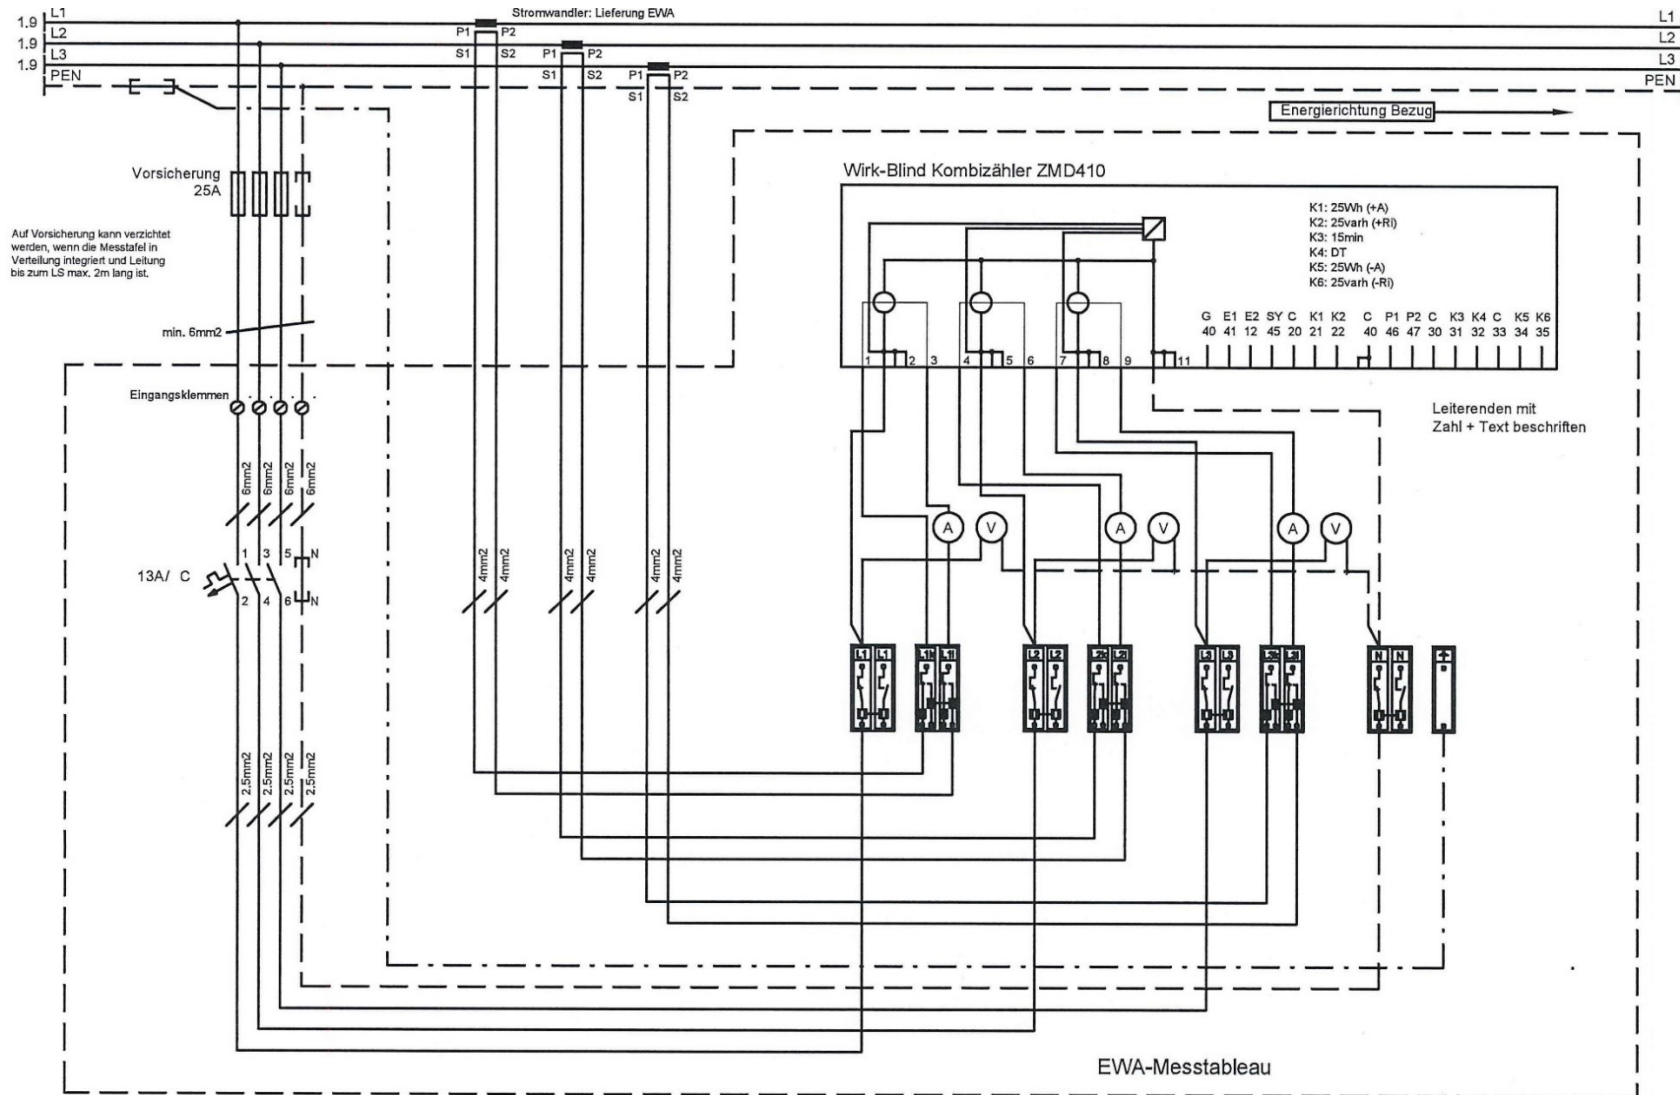 L1
Stromwandler: Lieferung EWA
L1
1.9
P1
P2
L2
L2
1.9
S1
S2
P1
P2
L3
L3
1.9
S1
S2
P1
P2
PEN
PEN
S1
S2
Energierichtung Bezug
Vorsicherung
25A
Wirk-Blind Kombizähler ZMD410
K1: 25Wh (+A)
K2: 25varh (+Ri)
K3: 15min
K4: DT
K5: 25Wh (-A)
K6: 25varh (-Ri)
Auf Vorsicherung kann verzichtet
werden, wenn die Messtafel in
Verteilung integriert und Leitung
bis zum LS max. 2m lang ist.
min. 6mm2
G E1 E2 SY C K1 K2 C P1 P2 C K3 K4 C K5 K6
40 41 12 45 20 21 22 40 46 47 30 31 32 33 34 35
1 2 3 4 5 6 7 8 9 11
Eingangsklemmen
Leiterenden mit
Zahl + Text beschriften
6mm2 6mm2 6mm2 6mm2
A V A V A V
1 3 5 N
13A/ C
2 4 6 N
4mm2 4mm2 4mm2 4mm2 4mm2 4mm2
L1 L1 L1k L1l L2 L2 L2k L2l L3 L3 L3k L3l N N
2.5mm2 2.5mm2 2.5mm2 2.5mm2
EWA-Messtableau